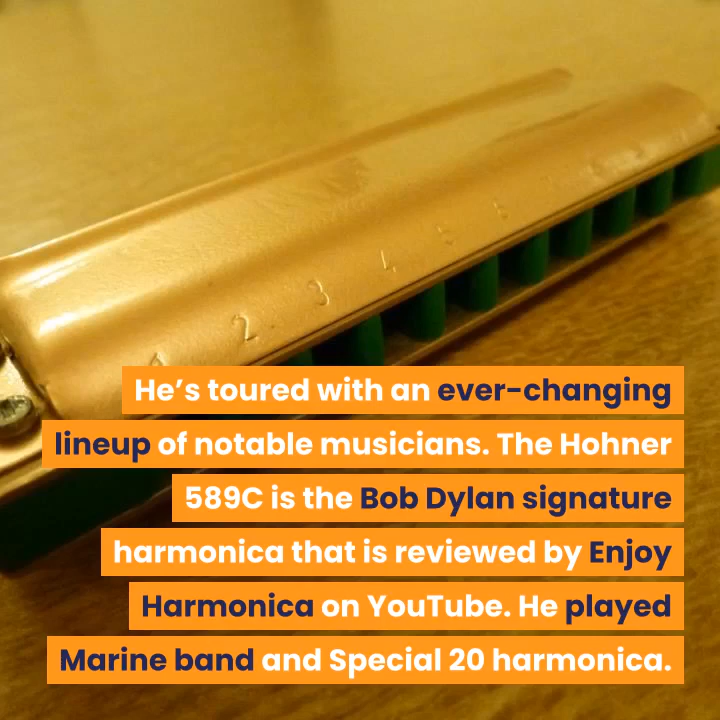 1 2 3 4 5 6
He's toured with an ever-changing
lineup of notable musicians. The Hohner
589C is the Bob Dylan signature
harmonica that is reviewed by Enjoy
Harmonica on YouTube. He played
Marine band and Special 20 harmonica.